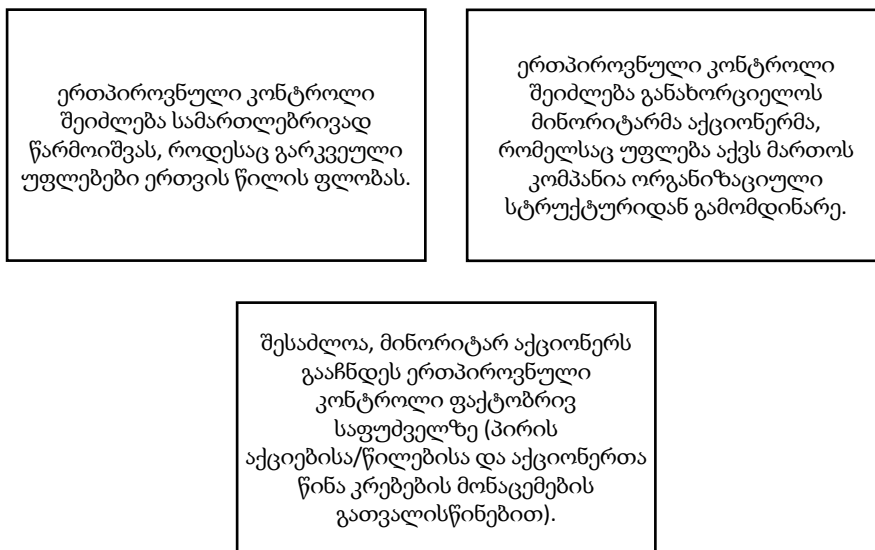 ერთპიროვნული კონტროლი
შეიძლება სამართლებრივად
წარმოიშვას, როდესაც გარკვეული
უფლებები ერთვის წილის ფლობას.
ერთპიროვნული კონტროლი
შეიძლება განახორციელოს
მინორიტარმა აქციონერმა,
რომელსაც უფლება აქვს მართოს
კომპანია ორგანიზაციული
სტრუქტურიდან გამომდინარე.
შესაძლოა, მინორიტარ აქციონერს
გააჩნდეს ერთპიროვნული
კონტროლი ფაქტობრივ
საფუძველზე (პირის
აქციებისა/წილებისა და აქციონერთა
წინა კრებების მონაცემების
გათვალისწინებით).